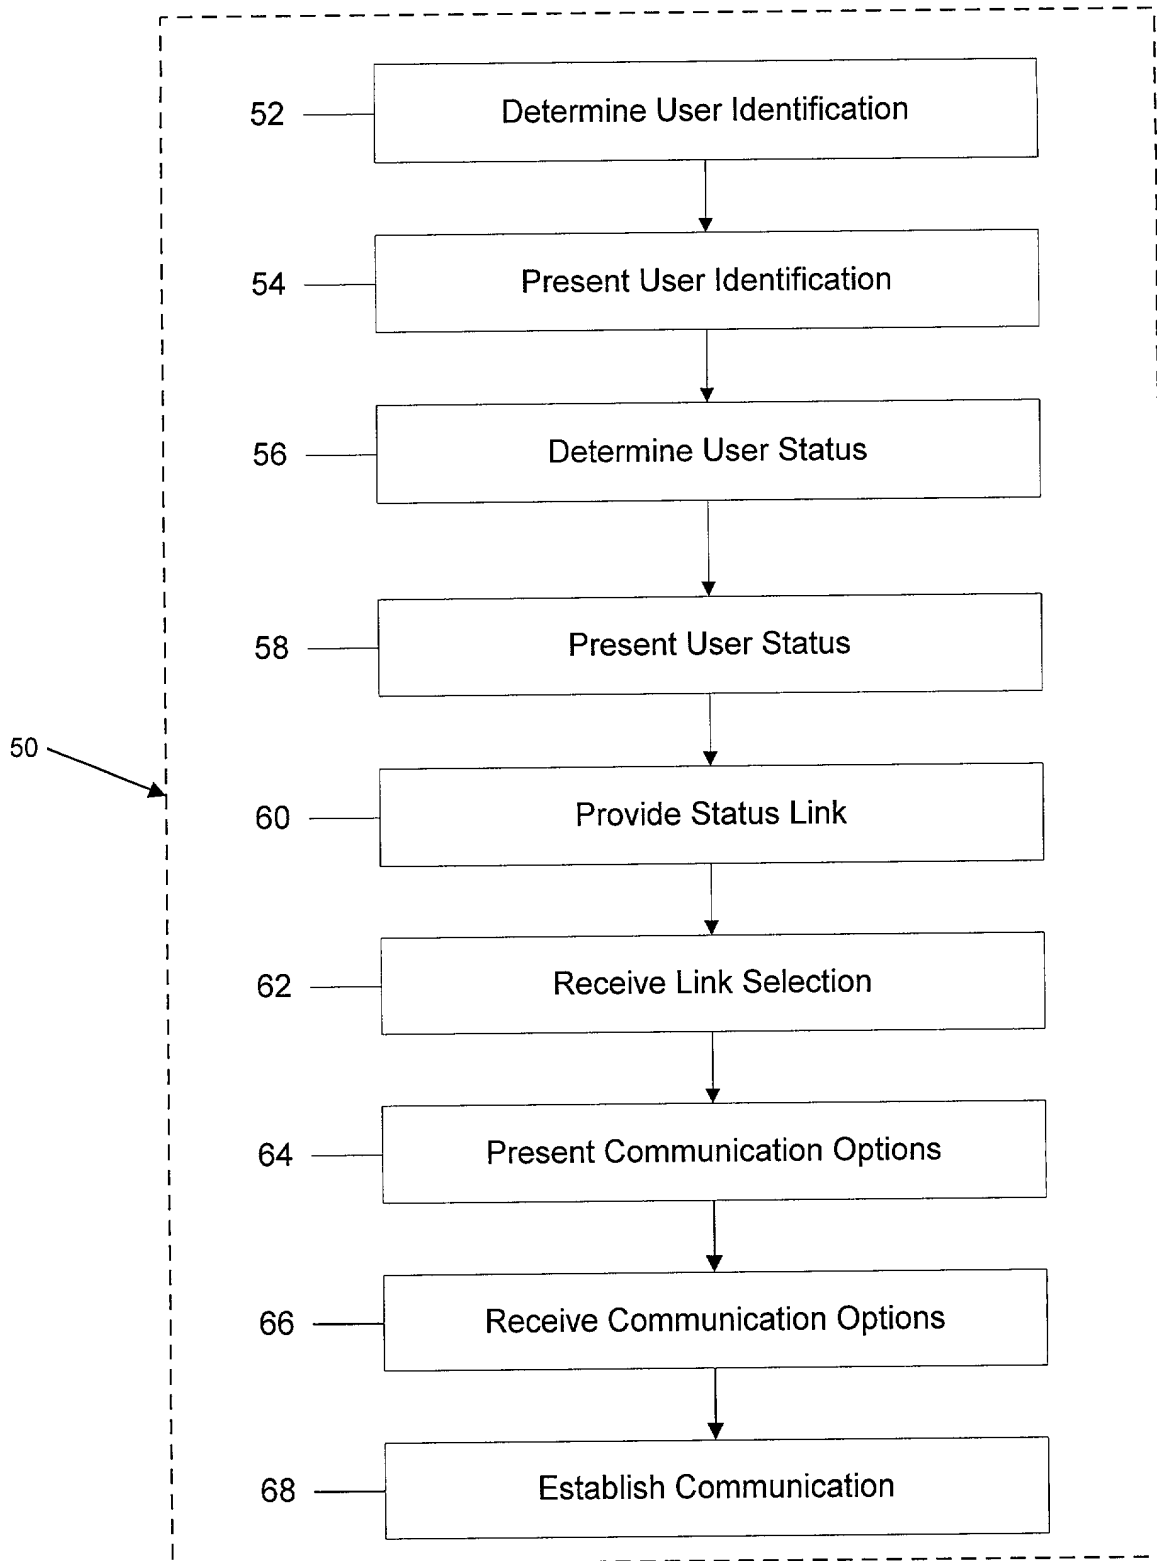 52 Determine User Identification
54 Present User Identification
56 Determine User Status
58 Present User Status
50
60 Provide Status Link
62 Receive Link Selection
64 Present Communication Options
66 Receive Communication Options
68 Establish Communication